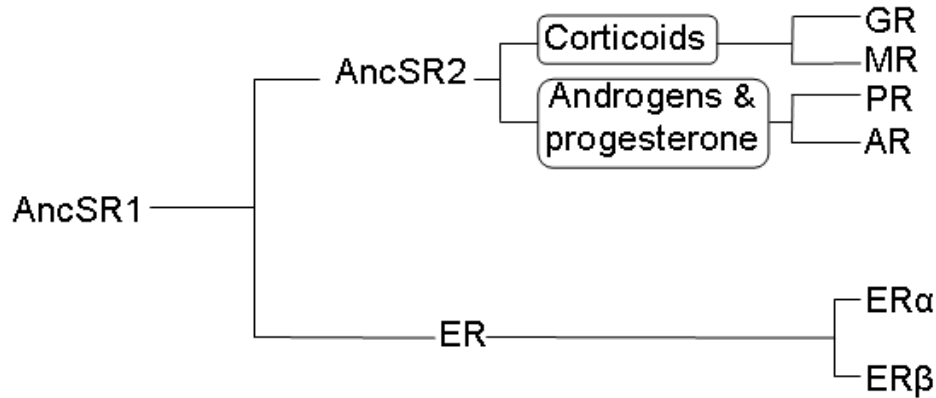 GR
Corticoids
MR
AncSR2
Androgens &
progesterone
PR
AR
AncSR1
ERα
ER
ERβ